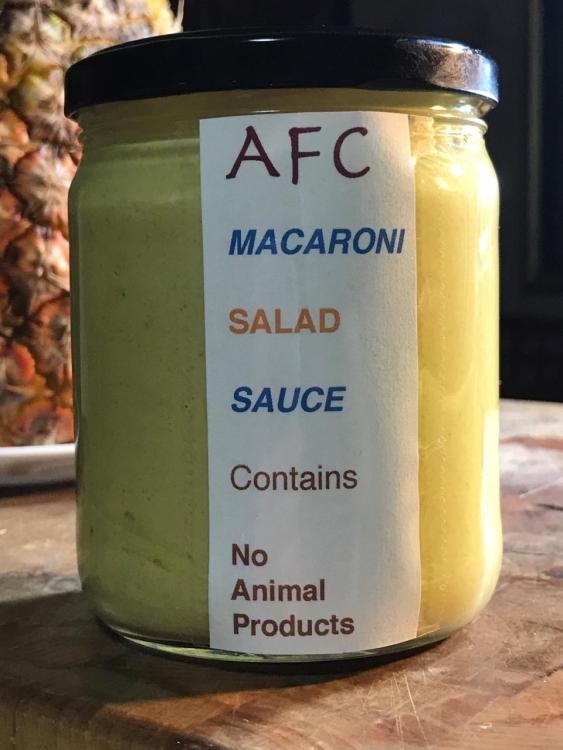 AFC
MACARONI
SALAD
SAUCE
Contains
No
Animal
Products